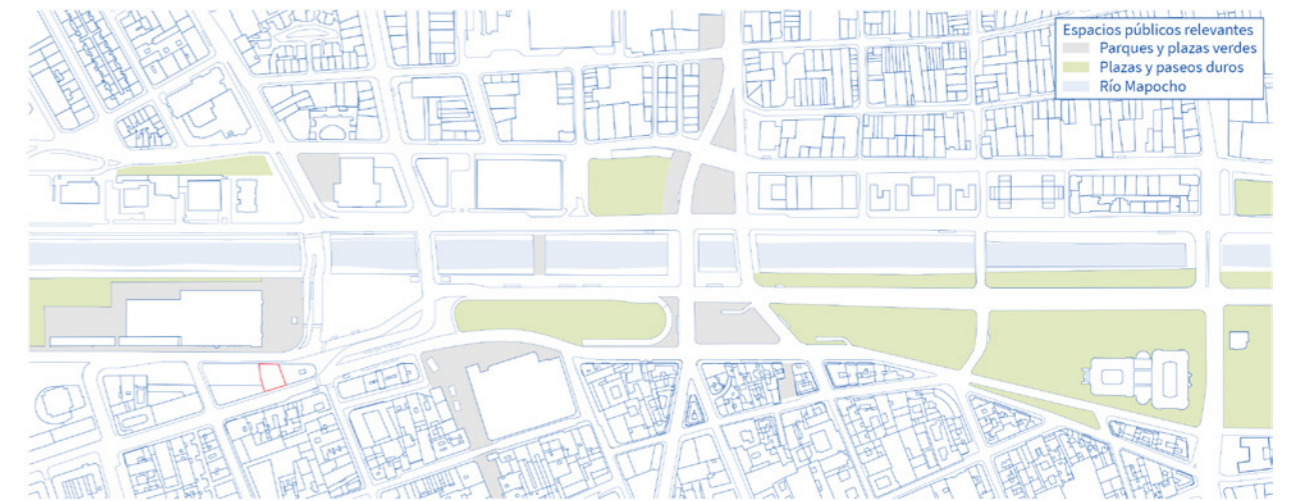 Espacios públicos relevantes
Parques y plazas verdes
Plazas y paseos duros
Río Mapocho